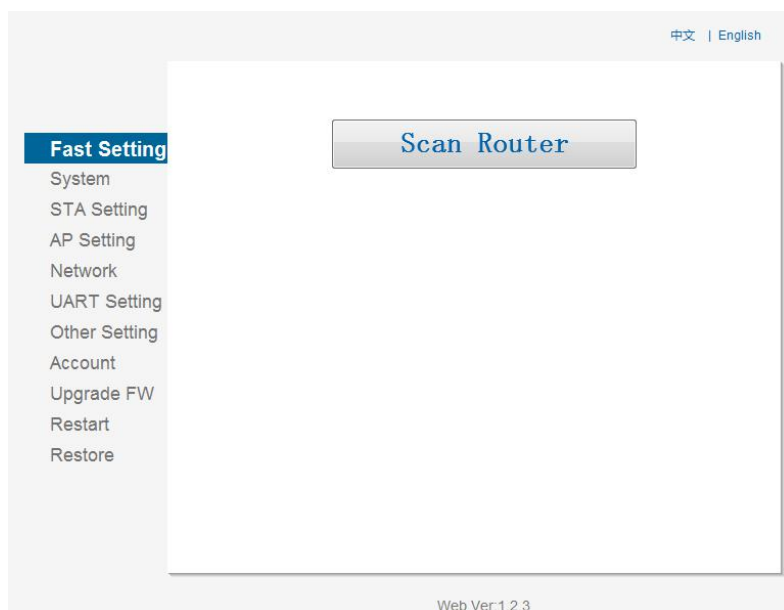 中文 | English
Fast Setting
Scan Router
System
STA Setting
AP Setting
Network
UART Setting
Other Setting
Account
Upgrade FW
Restart
Restore
Web Ver:1.2.3